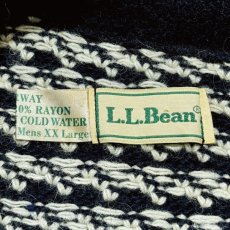 WAY
0% RAYON
COLD WATER
Mens XX Large
L.L.Bean®